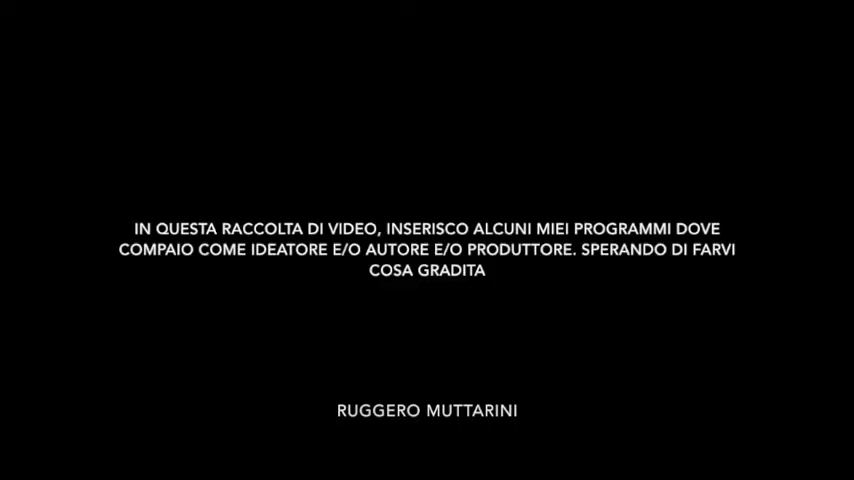 IN QUESTA RACCOLTA DI VIDEO, INSERISCO ALCUNI MIEI PROGRAMMI DOVE
COMPAIO COME IDEATORE E/O AUTORE E/O PRODUTTORE. SPERANDO DI FARVI
COSA GRADITA
RUGGERO MUTTARINI